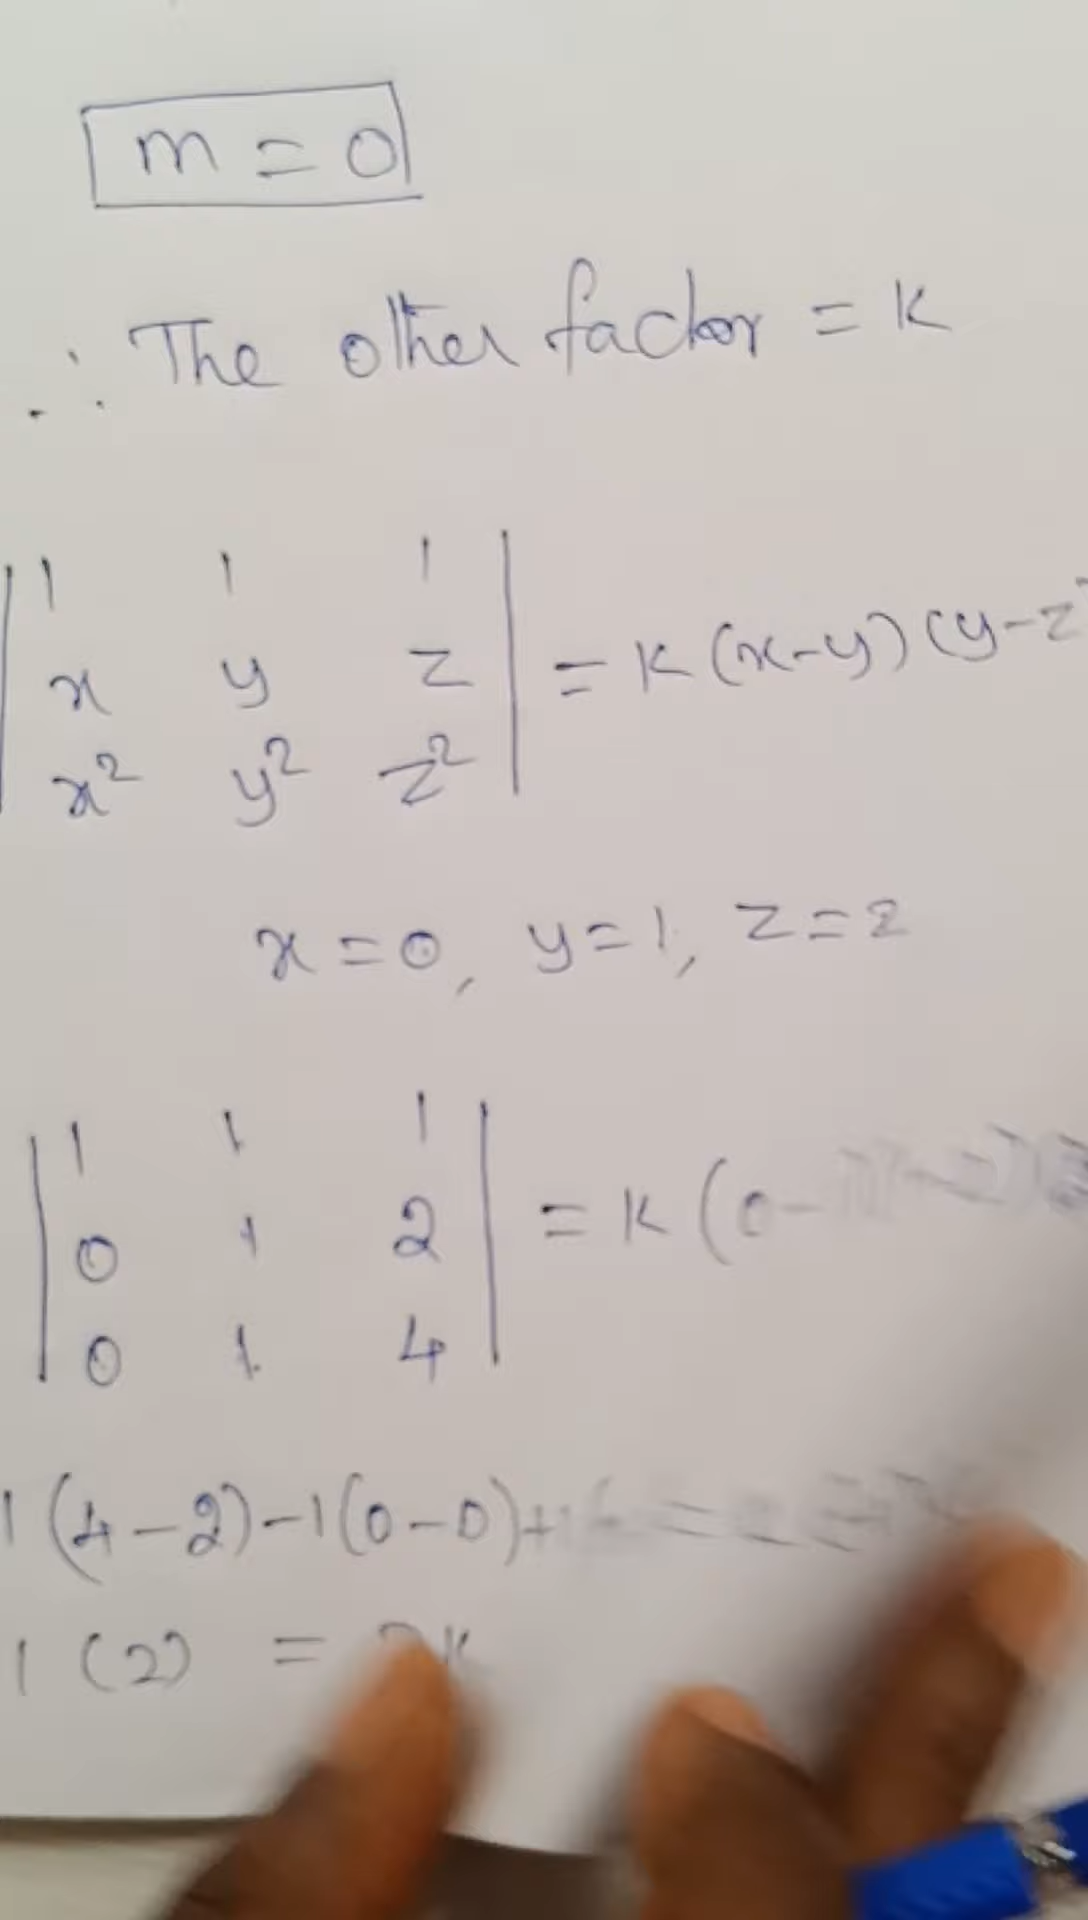 m = 0
∴ The other factor = k
| 1 1 1 |
| x y z | = k (x-y) (y-z)
| x² y² z² |
x = 0, y = 1, z = 2
| 1 1 1 |
| 0 1 2 | = k (0-
| 0 1 4 |
1 (4-2) -1 (0-0) +
1 (2) =